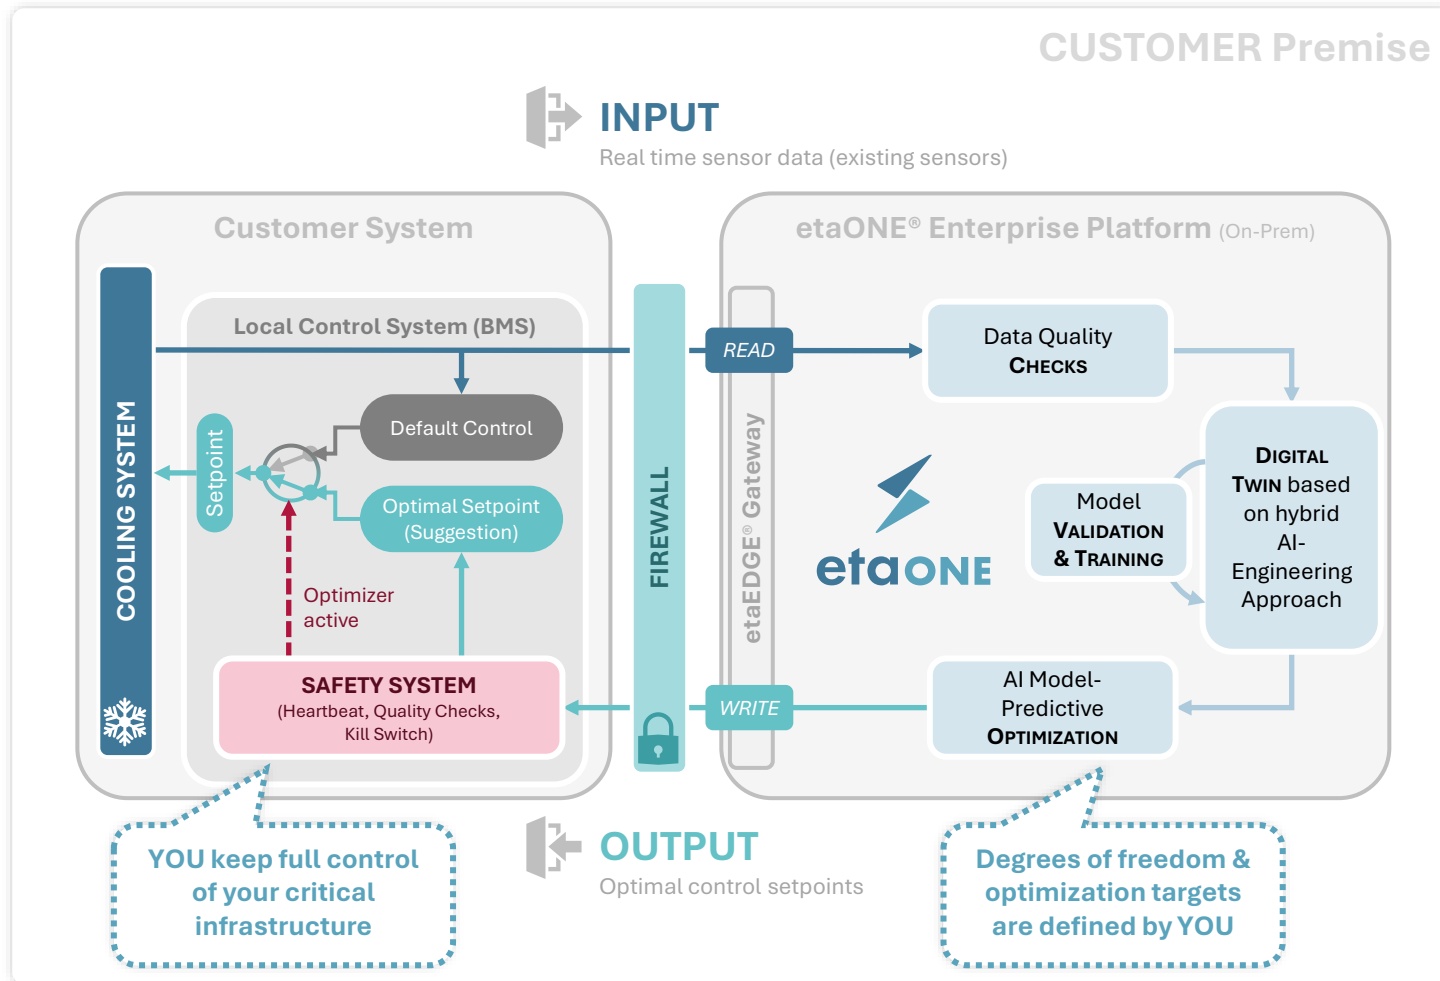 CUSTOMER Premise
INPUT
Real time sensor data (existing sensors)
Customer System
etaONE® Enterprise Platform (On-Prem)
COOLING SYSTEM
Local Control System (BMS)
Default Control
Setpoint
Optimal Setpoint
(Suggestion)
Optimizer
active
SAFETY SYSTEM
(Heartbeat, Quality Checks,
Kill Switch)
FIREWALL
READ
etaEDGE® Gateway
WRITE
Data Quality
CHECKS
DIGITAL
TWIN based
on hybrid
AI-
Engineering
Approach
Model
VALIDATION
& TRAINING
etaONE
AI Model-
Predictive
OPTIMIZATION
YOU keep full control
of your critical
infrastructure
OUTPUT
Optimal control setpoints
Degrees of freedom &
optimization targets
are defined by YOU